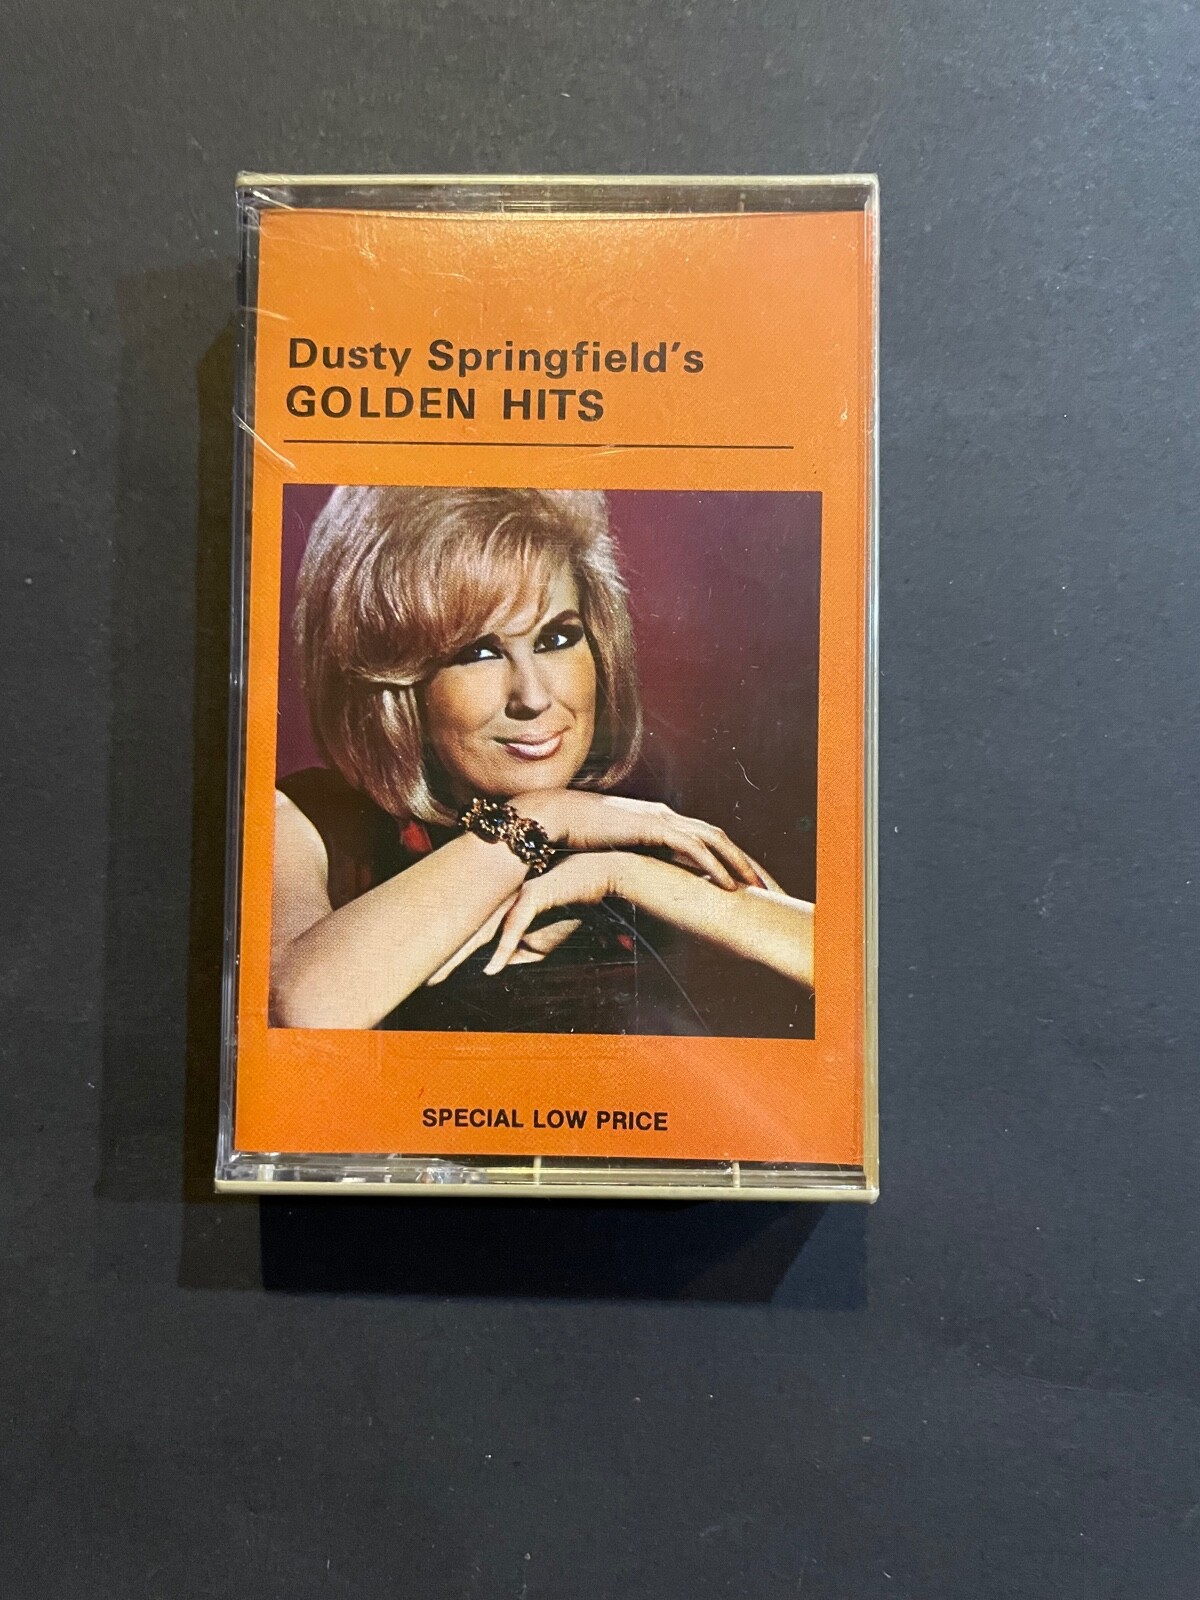 Dusty Springfield's
GOLDEN HITS
SPECIAL LOW PRICE